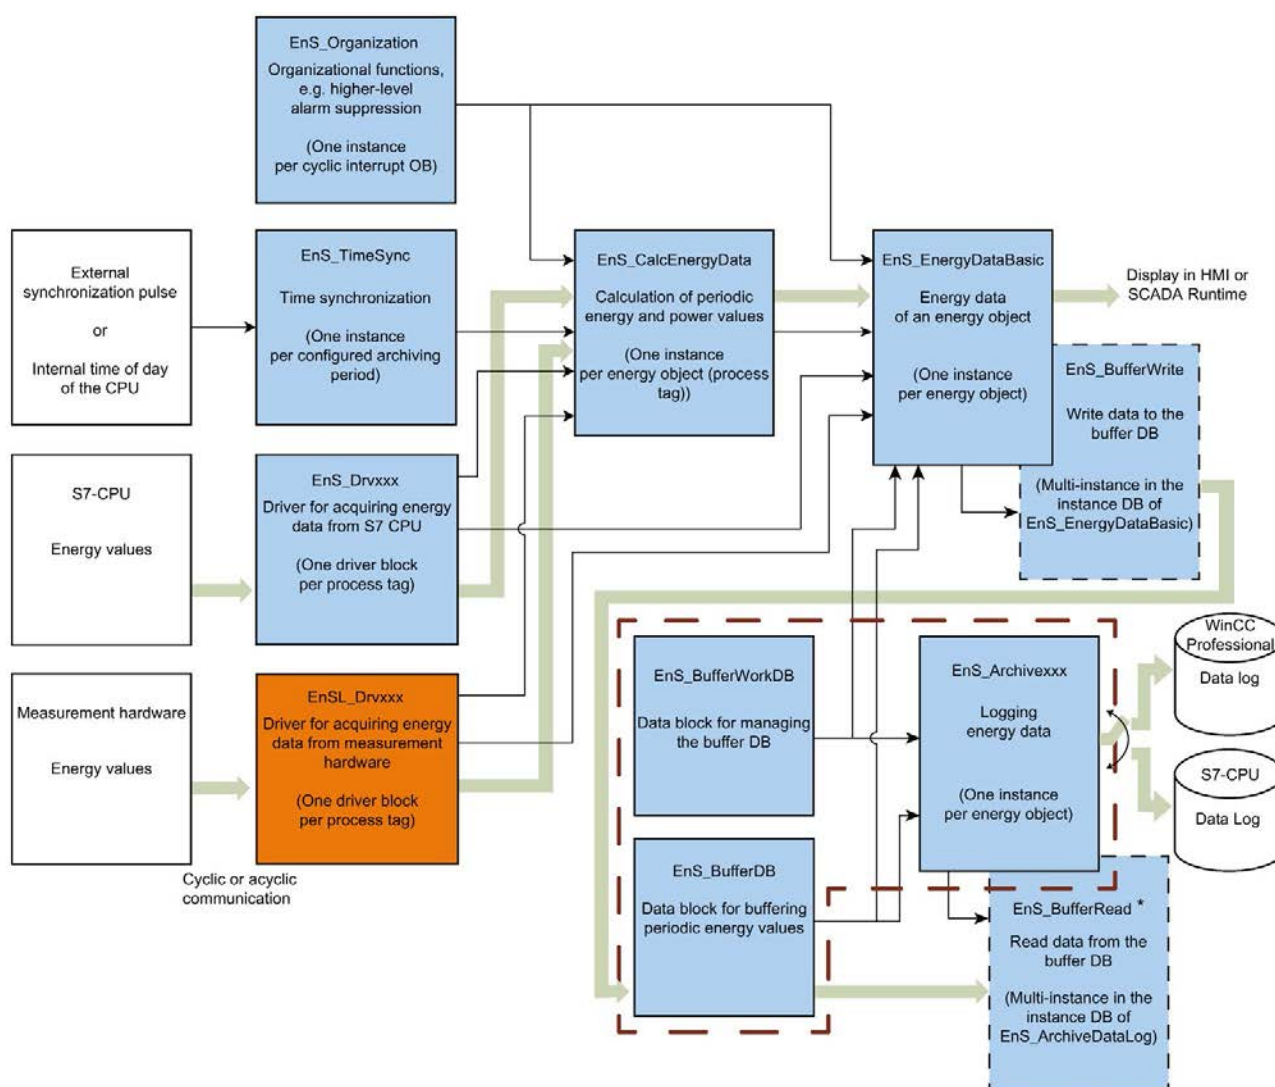 EnS_Organization
Organizational functions,
e.g. higher-level
alarm suppression
(One instance
per cyclic interrupt OB)
External
synchronization pulse
or
Internal time of day
of the CPU
EnS_TimeSync
Time synchronization
(One instance
per configured archiving
period)
EnS_CalcEnergyData
Calculation of periodic
energy and power values
(One instance
per energy object (process
tag))
EnS_EnergyDataBasic
Energy data
of an energy object
(One instance
per energy object)
Display in HMI or
SCADA Runtime
EnS_BufferWrite
Write data to the
buffer DB
(Multi-instance in the
instance DB of
EnS_EnergyDataBasic)
S7-CPU
Energy values
EnS_Drvxxx
Driver for acquiring energy
data from S7 CPU
(One driver block
per process tag)
Measurement hardware
Energy values
EnSL_Drvxxx
Driver for acquiring energy
data from measurement
hardware
(One driver block
per process tag)
Cyclic or acyclic
communication
EnS_BufferWorkDB
Data block for managing
the buffer DB
EnS_Archivexxx
Logging
energy data
(One instance
per energy object)
WinCC
Professional
Data log
S7-CPU
Data Log
EnS_BufferDB
Data block for buffering
periodic energy values
EnS_BufferRead *
Read data from the
buffer DB
(Multi-instance in the
instance DB of
EnS_ArchiveDataLog)